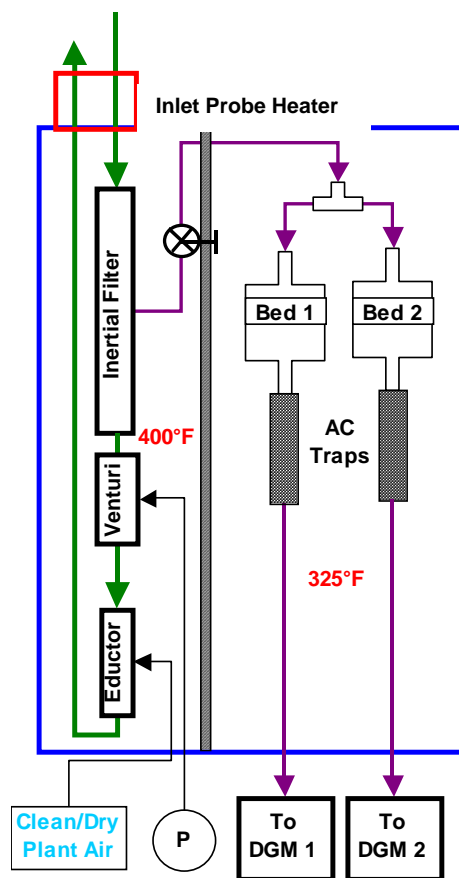 Inlet Probe Heater
Inertial Filter
Bed 1
Bed 2
400°F
AC
Traps
Venturi
325°F
Eductor
Clean/Dry
Plant Air
P
To
DGM 1
To
DGM 2